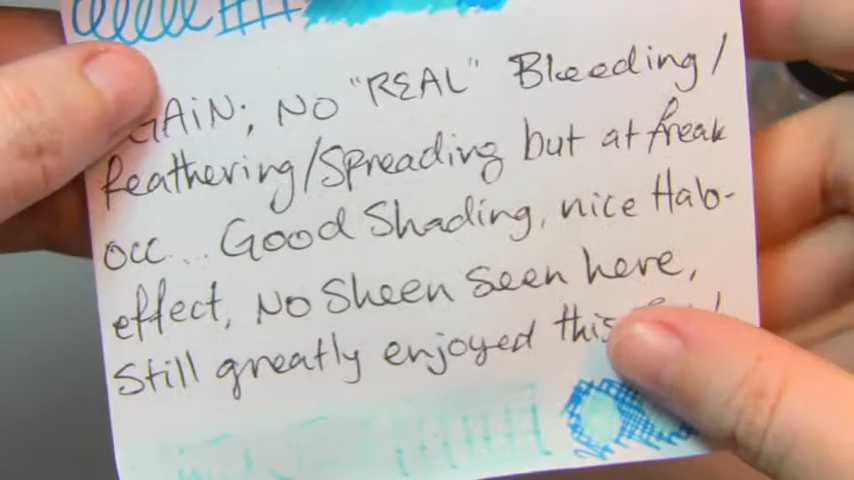 GAiN; NO "REAL" Bleeding/
feathering/Spreading but at freak
occ... Good Shading, nice Halo-
effect, No Sheen seen here,
Still greatly enjoyed this